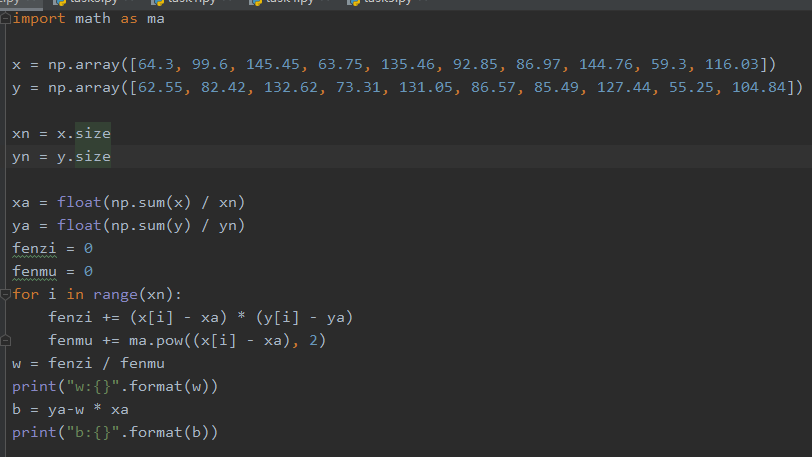 import math as ma
x = np.array([64.3, 99.6, 145.45, 63.75, 135.46, 92.85, 86.97, 144.76, 59.3, 116.03])
y = np.array([62.55, 82.42, 132.62, 73.31, 131.05, 86.57, 85.49, 127.44, 55.25, 104.84])
xn = x.size
yn = y.size
xa = float(np.sum(x) / xn)
ya = float(np.sum(y) / yn)
fenzi = 0
fenmu = 0
for i in range(xn):
    fenzi += (x[i] - xa) * (y[i] - ya)
    fenmu += ma.pow((x[i] - xa), 2)
w = fenzi / fenmu
print("w:{}".format(w))
b = ya-w * xa
print("b:{}".format(b))